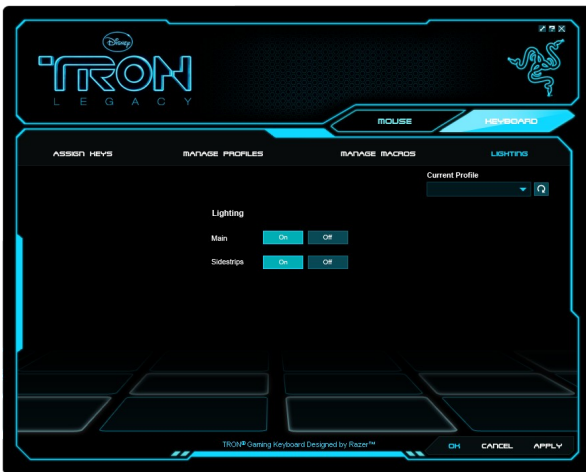 Disney
TRON
LEGACY
MOUSE
KEYBOARD
ASSIGN KEYS
MANAGE PROFILES
MANAGE MACROS
LIGHTING
Current Profile
Lighting
Main On Off
Sidestrips On Off
TRON® Gaming Keyboard Designed by Razer™
OK CANCEL APPLY